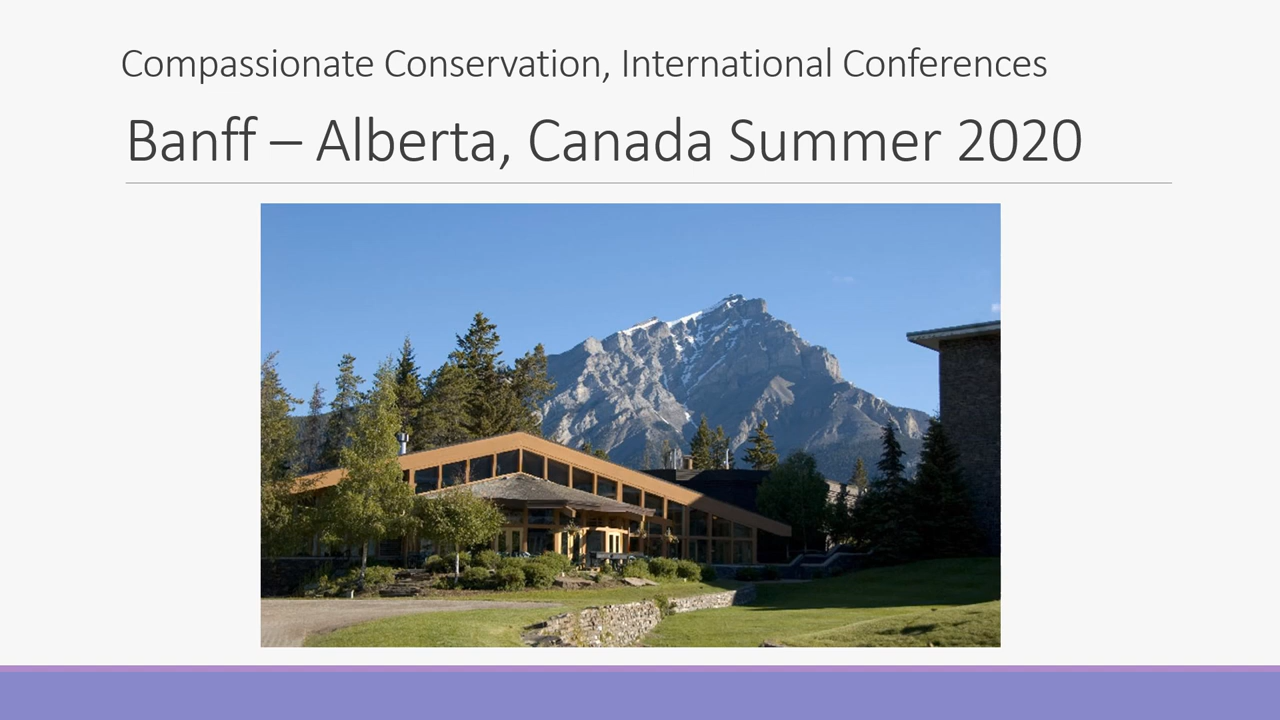 Compassionate Conservation, International Conferences
Banff – Alberta, Canada Summer 2020